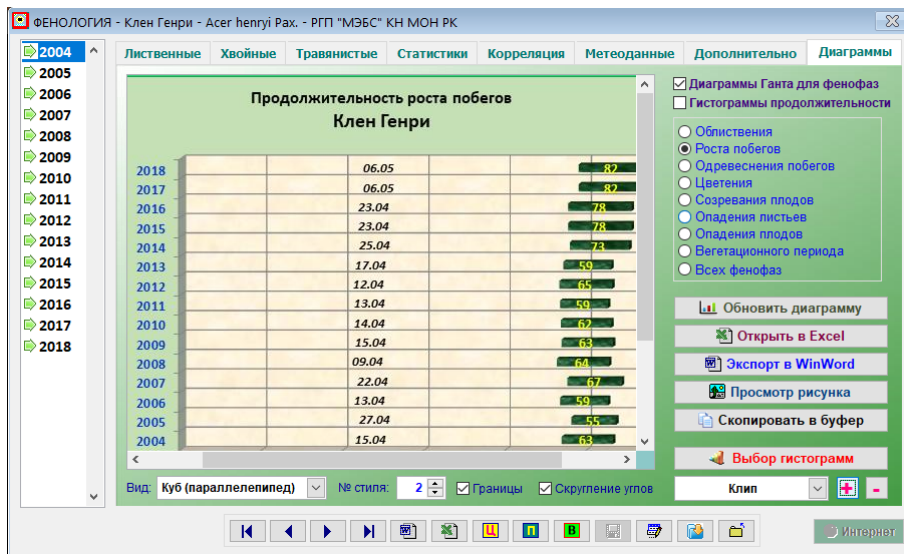 ФЕНОЛОГИЯ - Клен Генри - Acer henryi Pax. - РГП "МЭБС" КН МОН РК
2004
2005
2006
2007
2008
2009
2010
2011
2012
2013
2014
2015
2016
2017
2018
Лиственные Хвойные Травянистые Статистики Корреляция Метеоданные Дополнительно Диаграммы
Продолжительность роста побегов
Клен Генри
2018 06.05 82
2017 06.05 82
2016 23.04 78
2015 23.04 78
2014 25.04 73
2013 17.04 59
2012 12.04 65
2011 13.04 59
2010 14.04 62
2009 15.04 63
2008 09.04 64
2007 22.04 67
2006 13.04 59
2005 27.04 55
2004 15.04 63
Диаграммы Ганта для фенофаз
Гистограммы продолжительности
Облиствения
Роста побегов
Одревеснения побегов
Цветения
Созревания плодов
Опадения листьев
Опадения плодов
Вегетационного периода
Всех фенофаз
Обновить диаграмму
Открыть в Excel
Экспорт в WinWord
Просмотр рисунка
Скопировать в буфер
Выбор гистограмм
Вид: Куб (параллелепипед) № стиля: 2 Границы Скругление углов
Клип + -
Ц П В
Интернет